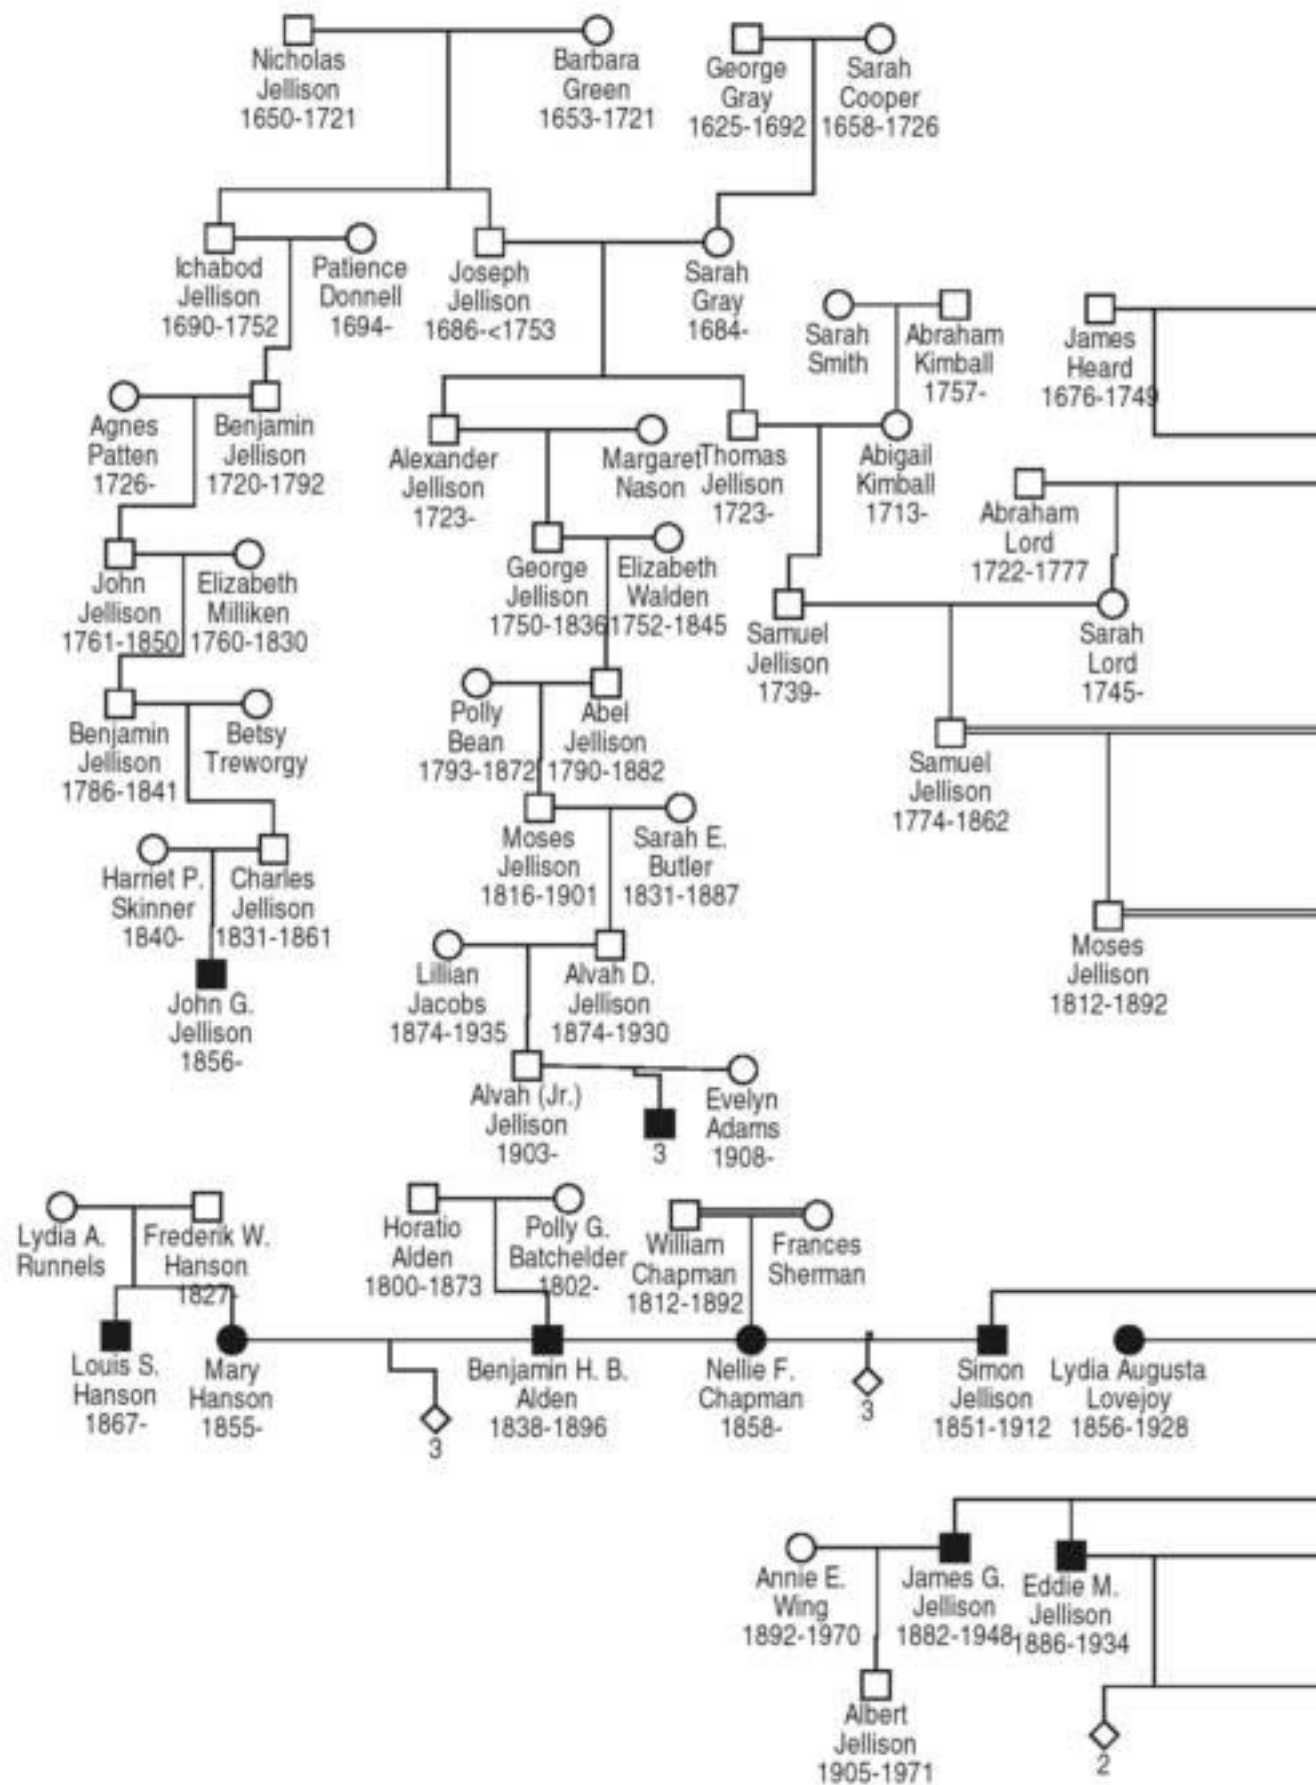 Nicholas
Jellison
1650-1721
Barbara
Green
1653-1721
George
Gray
1625-1692
Sarah
Cooper
1658-1726
Ichabod
Jellison
1690-1752
Patience
Donnell
1694-
Joseph
Jellison
1686-<1753
Sarah
Gray
1684-
Sarah
Smith
Abraham
Kimball
1757-
James
Heard
1676-1749
Agnes
Patten
1726-
Benjamin
Jellison
1720-1792
Alexander
Jellison
1723-
Margaret
Nason
Thomas
Jellison
1723-
Abigail
Kimball
1713-
Abraham
Lord
1722-1777
John
Jellison
1761-1850
Elizabeth
Milliken
1760-1830
George
Jellison
1750-1836
Elizabeth
Walden
1752-1845
Samuel
Jellison
1739-
Sarah
Lord
1745-
Benjamin
Jellison
1786-1841
Betsy
Treworgy
Polly
Bean
1793-1872
Abel
Jellison
1790-1882
Samuel
Jellison
1774-1862
Harriet P.
Skinner
1840-
Charles
Jellison
1831-1861
Moses
Jellison
1816-1901
Sarah E.
Butler
1831-1887
Moses
Jellison
1812-1892
John G.
Jellison
1856-
Lillian
Jacobs
1874-1935
Alvah D.
Jellison
1874-1930
Alvah (Jr.)
Jellison
1903-
3
Evelyn
Adams
1908-
Lydia A.
Runnels
Frederik W.
Hanson
1827-
Horatio
Alden
1800-1873
Polly G.
Batchelder
1802-
William
Chapman
1812-1892
Frances
Sherman
Louis S.
Hanson
1867-
Mary
Hanson
1855-
3
Benjamin H. B.
Alden
1838-1896
Nellie F.
Chapman
1858-
3
Simon
Jellison
1851-1912
Lydia Augusta
Lovejoy
1856-1928
Annie E.
Wing
1892-1970
James G.
Jellison
1882-1948
Eddie M.
Jellison
1886-1934
Albert
Jellison
1905-1971
2